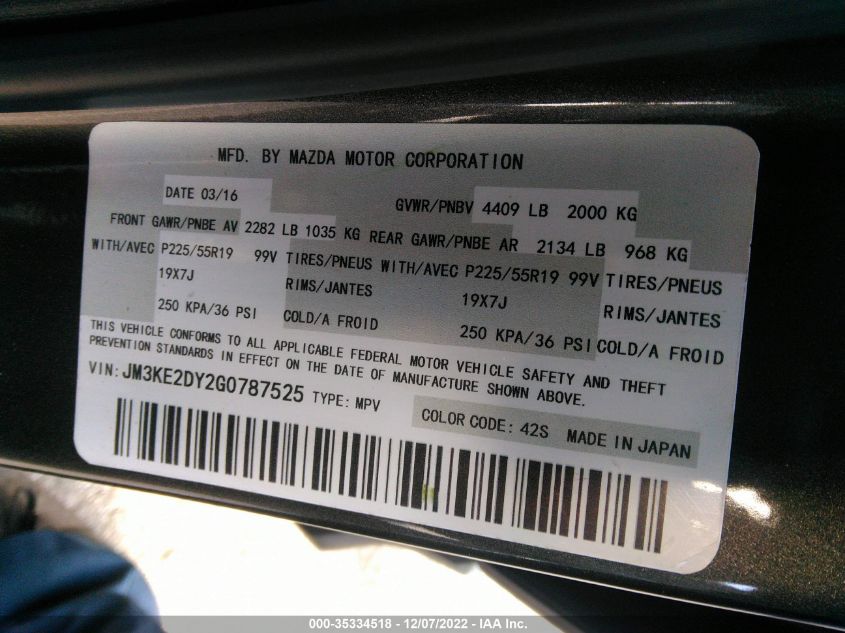 MFD. BY MAZDA MOTOR CORPORATION
DATE 03/16 GVWR/PNBV 4409 LB 2000 KG
FRONT GAWR/PNBE AV 2282 LB 1035 KG REAR GAWR/PNBE AR 2134 LB 968 KG
WITH/AVEC P225/55R19 99V TIRES/PNEUS WITH/AVEC P225/55R19 99V TIRES/PNEUS
19X7J RIMS/JANTES 19X7J RIMS/JANTES
250 KPA/36 PSI COLD/A FROID 250 KPA/36 PSI COLD/A FROID
THIS VEHICLE CONFORMS TO ALL APPLICABLE FEDERAL MOTOR VEHICLE SAFETY AND THEFT
PREVENTION STANDARDS IN EFFECT ON THE DATE OF MANUFACTURE SHOWN ABOVE.
VIN: JM3KE2DY2G0787525 TYPE: MPV
COLOR CODE: 42S MADE IN JAPAN
000-35334518 - 12/07/2022 - IAA Inc.